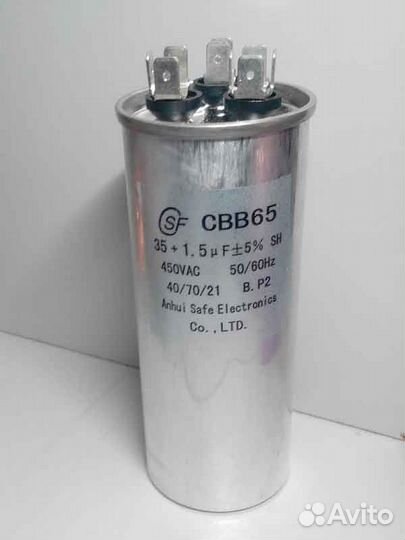 SF CBB65
35+1.5μF±5% SH
450VAC 50/60Hz
40/70/21 B.P2
Anhui Safe Electronics
Co.,LTD.
Avito